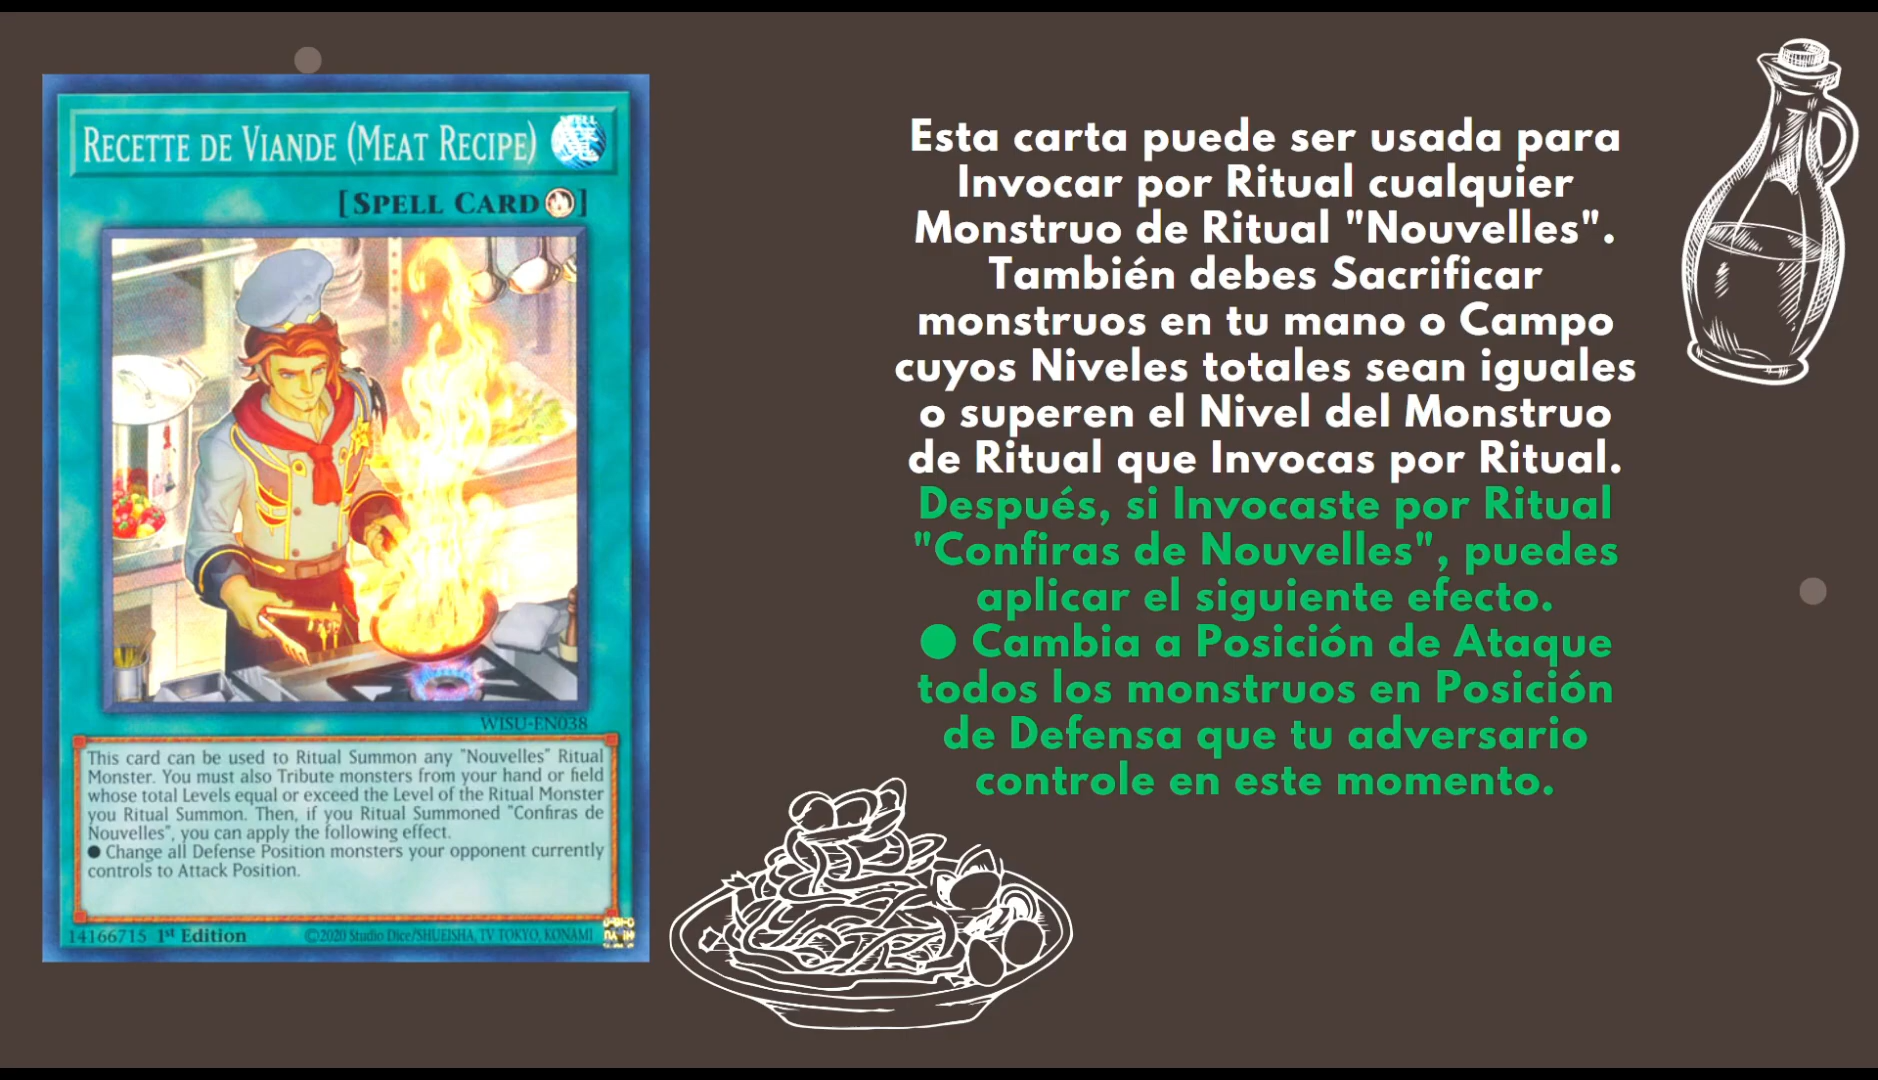 RECETTE DE VIANDE (MEAT RECIPE)
SPELL
[SPELL CARD]
WISU-EN038
This card can be used to Ritual Summon any "Nouvelles" Ritual
Monster. You must also Tribute monsters from your hand or field
whose total Levels equal or exceed the Level of the Ritual Monster
you Ritual Summon. Then, if you Ritual Summoned "Confiras de
Nouvelles", you can apply the following effect.
● Change all Defense Position monsters your opponent currently
controls to Attack Position.
14166715 1st Edition ©2020 Studio Dice/SHUEISHA, TV TOKYO, KONAMI
Esta carta puede ser usada para
Invocar por Ritual cualquier
Monstruo de Ritual "Nouvelles".
También debes Sacrificar
monstruos en tu mano o Campo
cuyos Niveles totales sean iguales
o superen el Nivel del Monstruo
de Ritual que Invocas por Ritual.
Después, si Invocaste por Ritual
"Confiras de Nouvelles", puedes
aplicar el siguiente efecto.
● Cambia a Posición de Ataque
todos los monstruos en Posición
de Defensa que tu adversario
controle en este momento.